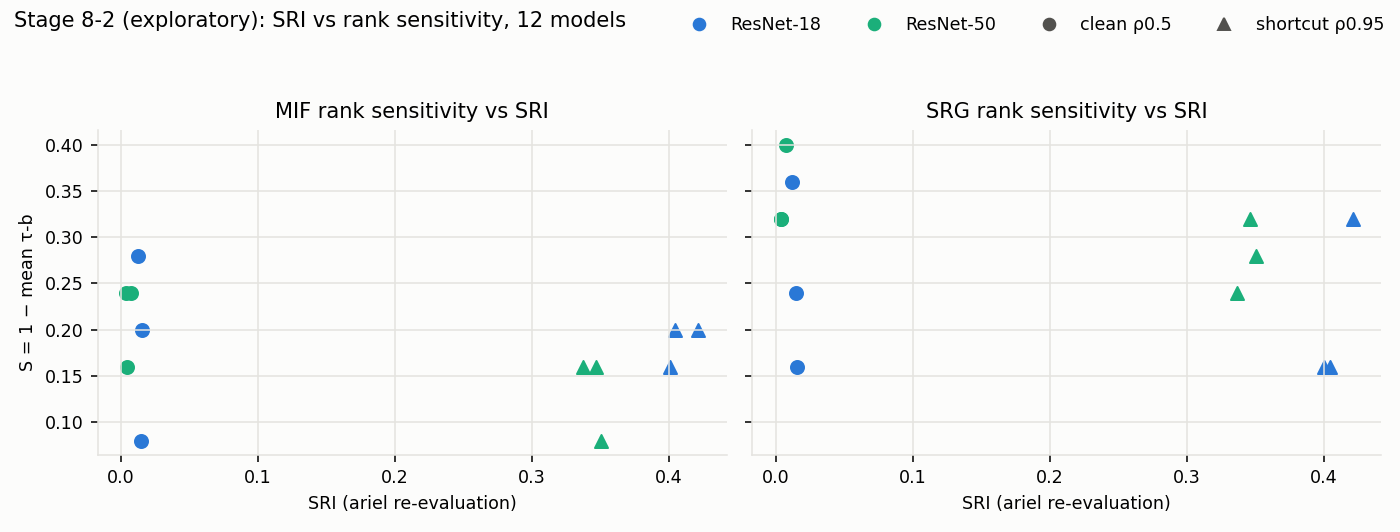 Stage 8-2 (exploratory): SRI vs rank sensitivity, 12 models
ResNet-18
ResNet-50
clean ρ0.5
shortcut ρ0.95
MIF rank sensitivity vs SRI
SRG rank sensitivity vs SRI
S = 1 − mean τ-b
0.40
0.35
0.30
0.25
0.20
0.15
0.10
0.0 0.1 0.2 0.3 0.4
0.0 0.1 0.2 0.3 0.4
SRI (ariel re-evaluation)
SRI (ariel re-evaluation)